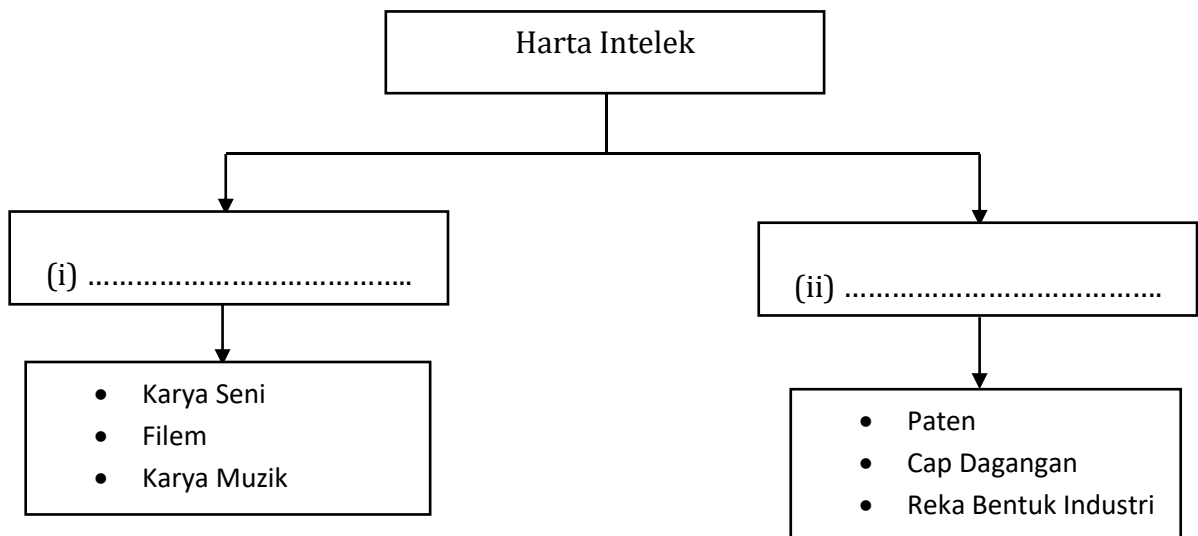 Harta Intelek
(i) …………………………………..
(ii) ………………………………….
• Karya Seni
• Filem
• Karya Muzik
• Paten
• Cap Dagangan
• Reka Bentuk Industri